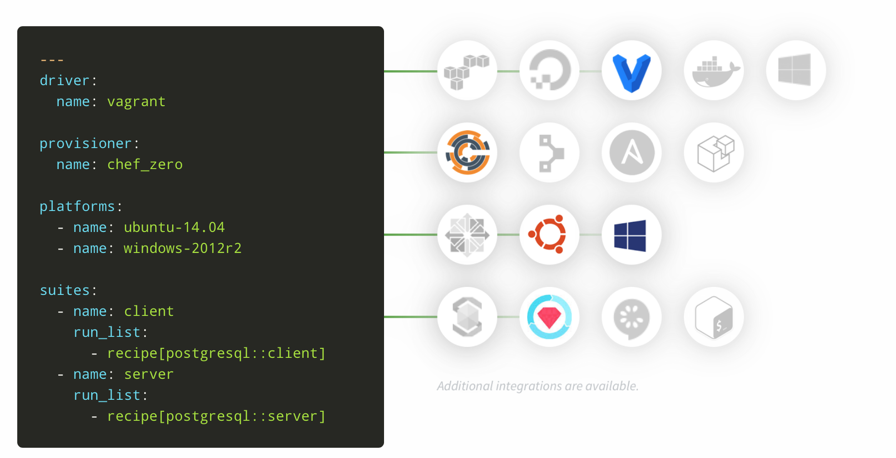 ---
driver:
name: vagrant
provisioner:
name: chef_zero
platforms:
- name: ubuntu-14.04
- name: windows-2012r2
suites:
- name: client
run_list:
- recipe[postgresql::client]
- name: server
run_list:
- recipe[postgresql::server]
$_
Additional integrations are available.